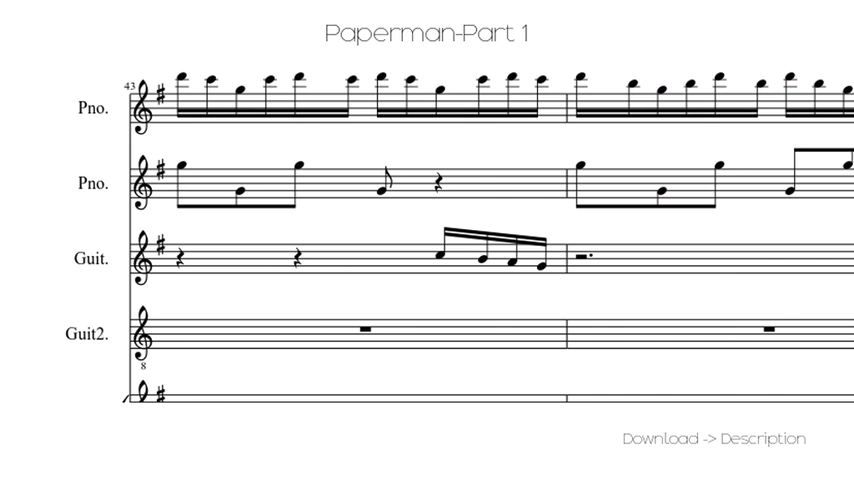 Paperman-Part 1
43
Pno.
Pno.
Guit.
Guit2.
8
Download -> Description